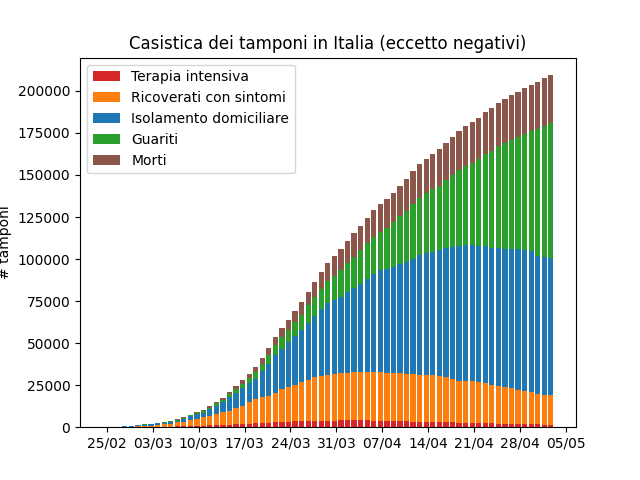 Casistica dei tamponi in Italia (eccetto negativi)
Terapia intensiva
Ricoverati con sintomi
Isolamento domiciliare
Guariti
Morti
# tamponi
200000
175000
150000
125000
100000
75000
50000
25000
0
25/02 03/03 10/03 17/03 24/03 31/03 07/04 14/04 21/04 28/04 05/05